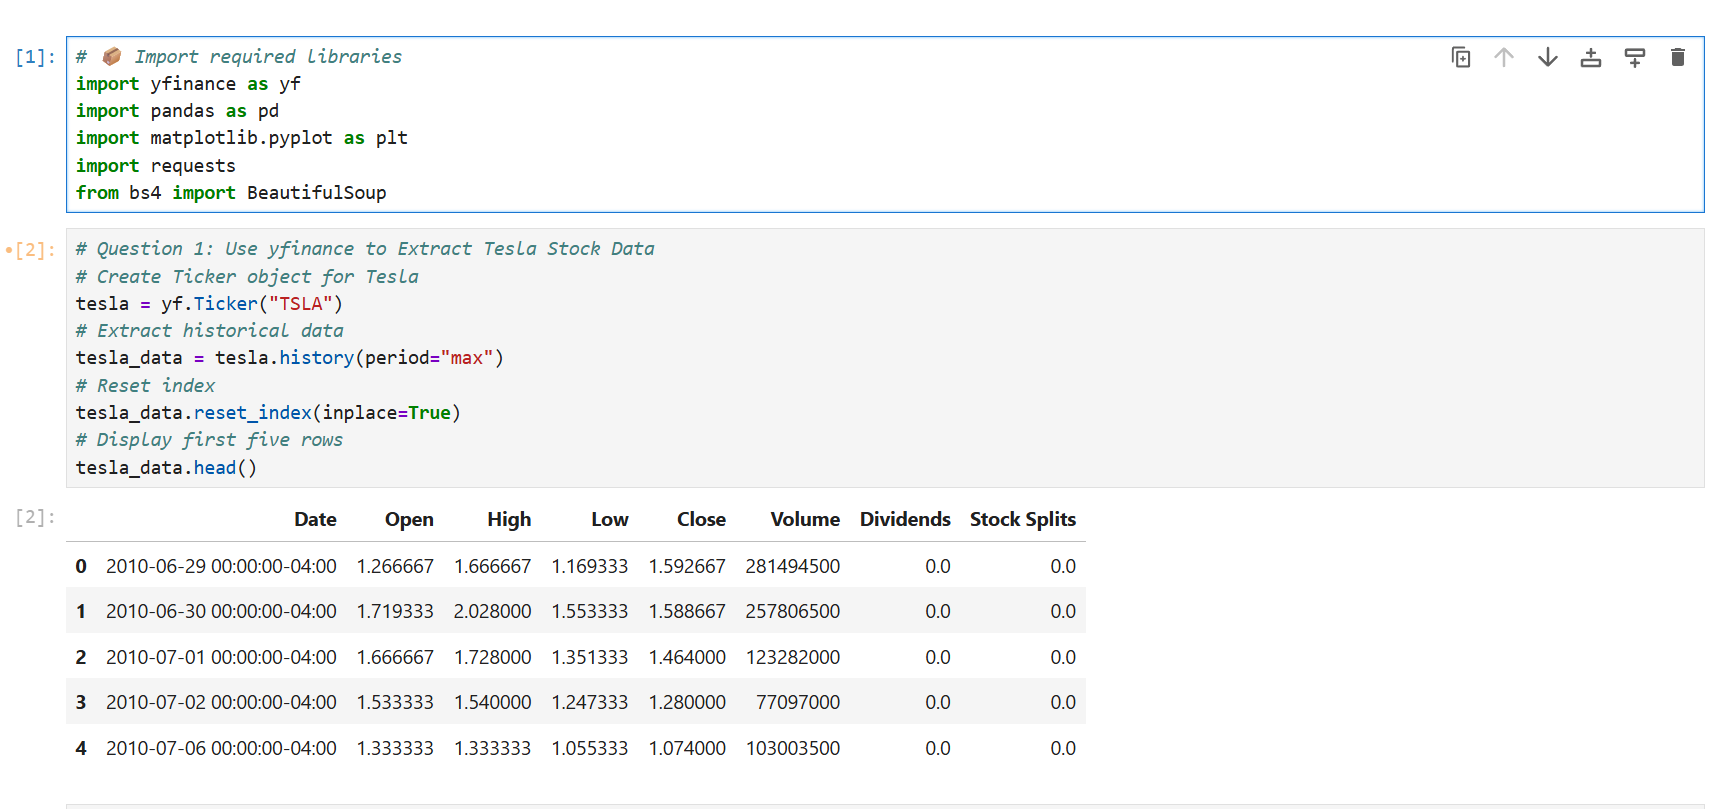 [1]: # 📦 Import required libraries
import yfinance as yf
import pandas as pd
import matplotlib.pyplot as plt
import requests
from bs4 import BeautifulSoup
•[2]: # Question 1: Use yfinance to Extract Tesla Stock Data
# Create Ticker object for Tesla
tesla = yf.Ticker("TSLA")
# Extract historical data
tesla_data = tesla.history(period="max")
# Reset index
tesla_data.reset_index(inplace=True)
# Display first five rows
tesla_data.head()
[2]: Date Open High Low Close Volume Dividends Stock Splits
0 2010-06-29 00:00:00-04:00 1.266667 1.666667 1.169333 1.592667 281494500 0.0 0.0
1 2010-06-30 00:00:00-04:00 1.719333 2.028000 1.553333 1.588667 257806500 0.0 0.0
2 2010-07-01 00:00:00-04:00 1.666667 1.728000 1.351333 1.464000 123282000 0.0 0.0
3 2010-07-02 00:00:00-04:00 1.533333 1.540000 1.247333 1.280000 77097000 0.0 0.0
4 2010-07-06 00:00:00-04:00 1.333333 1.333333 1.055333 1.074000 103003500 0.0 0.0